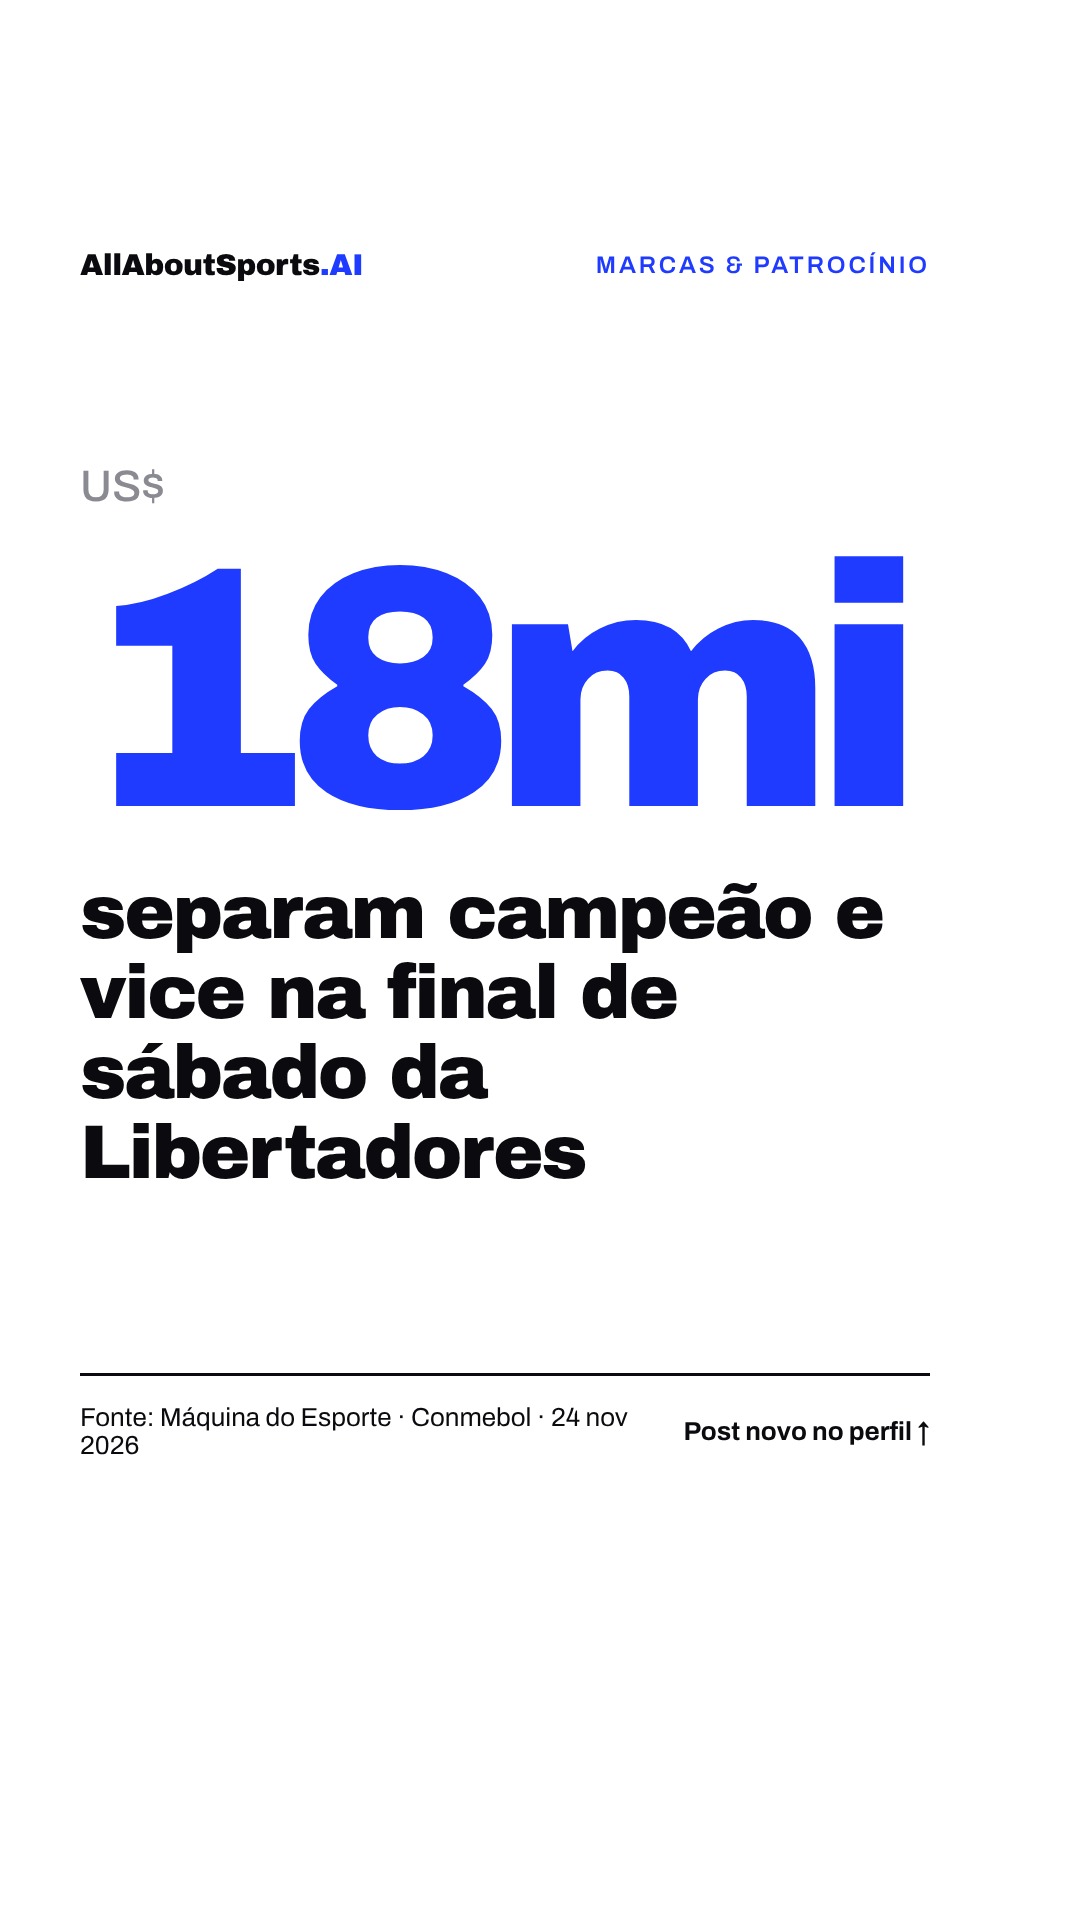 AllAboutSports.AI
MARCAS & PATROCÍNIO
US$
18mi
separam campeão e
vice na final de
sábado da
Libertadores
Fonte: Máquina do Esporte · Conmebol · 24 nov
2026
Post novo no perfil ↑